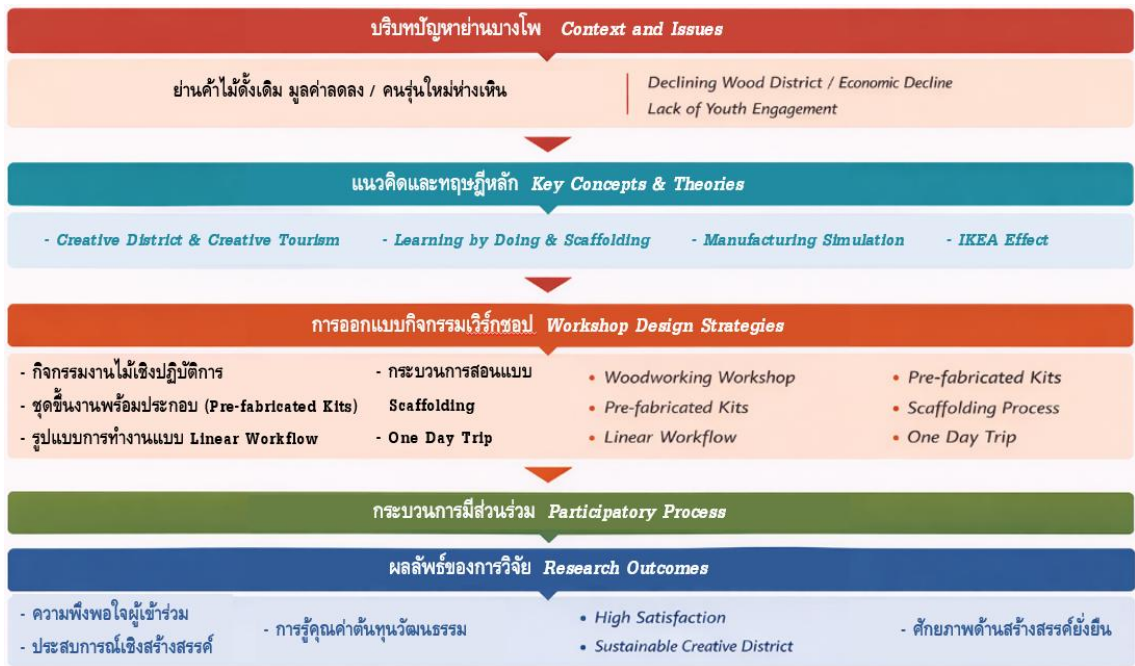 บริบทปัญหาย่านบางโพ Context and Issues
ย่านค้าไม้ดั้งเดิม มูลค่าลดลง / คนรุ่นใหม่ห่างเหิน
Declining Wood District / Economic Decline
Lack of Youth Engagement
แนวคิดและทฤษฎีหลัก Key Concepts & Theories
- Creative District & Creative Tourism - Learning by Doing & Scaffolding - Manufacturing Simulation - IKEA Effect
การออกแบบกิจกรรมเวิร์กชอป Workshop Design Strategies
- กิจกรรมงานไม้เชิงปฏิบัติการ
- ชุดขึ้นงานพร้อมประกอบ (Pre-fabricated Kits)
- รูปแบบการทำงานแบบ Linear Workflow
- กระบวนการสอนแบบ
Scaffolding
- One Day Trip
• Woodworking Workshop
• Pre-fabricated Kits
• Linear Workflow
• Pre-fabricated Kits
• Scaffolding Process
• One Day Trip
กระบวนการมีส่วนร่วม Participatory Process
ผลลัพธ์ของการวิจัย Research Outcomes
- ความพึงพอใจผู้เข้าร่วม
- ประสบการณ์เชิงสร้างสรรค์
- การรู้คุณค่าต้นทุนวัฒนธรรม
• High Satisfaction
• Sustainable Creative District
- ศักยภาพด้านสร้างสรรค์ยั่งยืน